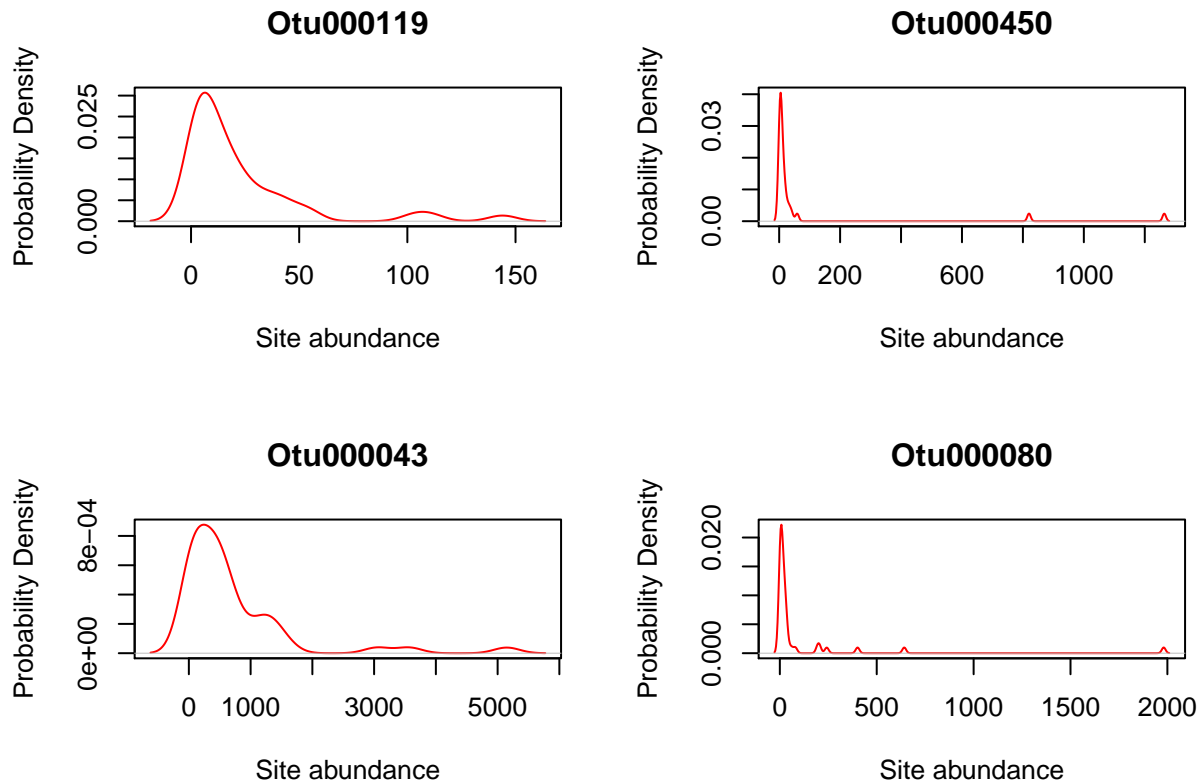 Otu000119
Probability Density
0.000 0.025
0 50 100 150
Site abundance
Otu000450
Probability Density
0.00 0.03
0 200 600 1000
Site abundance
Otu000043
Probability Density
0e+00 8e−04
0 1000 3000 5000
Site abundance
Otu000080
Probability Density
0.000 0.020
0 500 1000 1500 2000
Site abundance